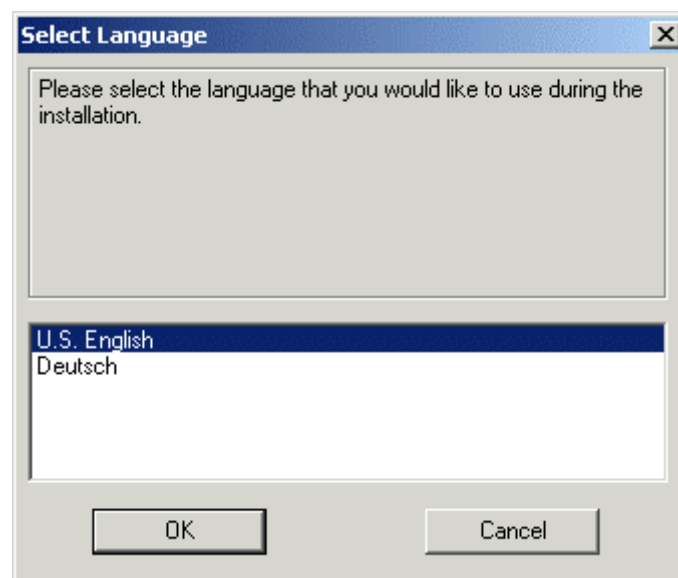 Select Language
Please select the language that you would like to use during the
installation.
U.S. English
Deutsch
OK
Cancel